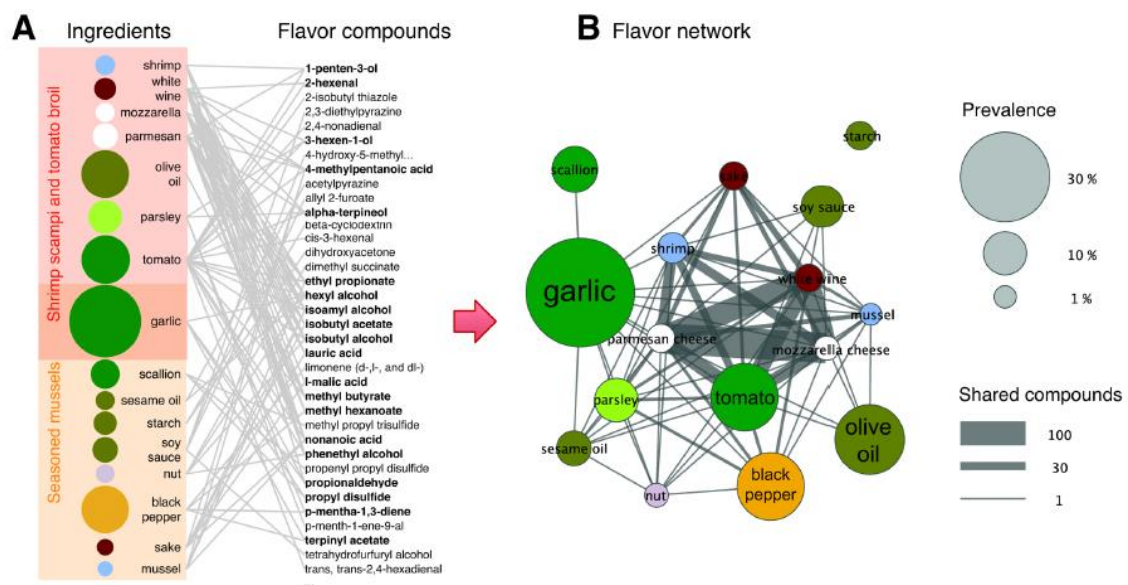 A Ingredients Flavor compounds
Shrimp scampi and tomato broil
Seasoned mussels
shrimp
white
wine
mozzarella
parmesan
olive
oil
parsley
tomato
garlic
scallion
sesame oil
starch
soy
sauce
nut
black
pepper
sake
mussel
1-penten-3-ol
2-hexenal
2-isobutyl thiazole
2,3-diethylpyrazine
2,4-nonadienal
3-hexen-1-ol
4-hydroxy-5-methyl...
4-methylpentanoic acid
acetylpyrazine
allyl 2-furoate
alpha-terpineol
beta-cyclodextrin
cis-3-hexenal
dihydroxyacetone
dimethyl succinate
ethyl propionate
hexyl alcohol
isoamyl alcohol
isobutyl acetate
isobutyl alcohol
lauric acid
limonene (d-,l-, and dl-)
l-malic acid
methyl butyrate
methyl hexanoate
methyl propyl trisulfide
nonanoic acid
phenethyl alcohol
propenyl propyl disulfide
propionaldehyde
propyl disulfide
p-mentha-1,3-diene
p-menth-1-ene-9-al
terpinyl acetate
tetrahydrofurfuryl alcohol
trans, trans-2,4-hexadienal
B Flavor network
starch
scallion
sake
soy sauce
shrimp
garlic
white wine
mussel
parmesan cheese
mozzarella cheese
parsley
tomato
olive
oil
sesame oil
black
pepper
nut
Prevalence
30 %
10 %
1 %
Shared compounds
100
30
1